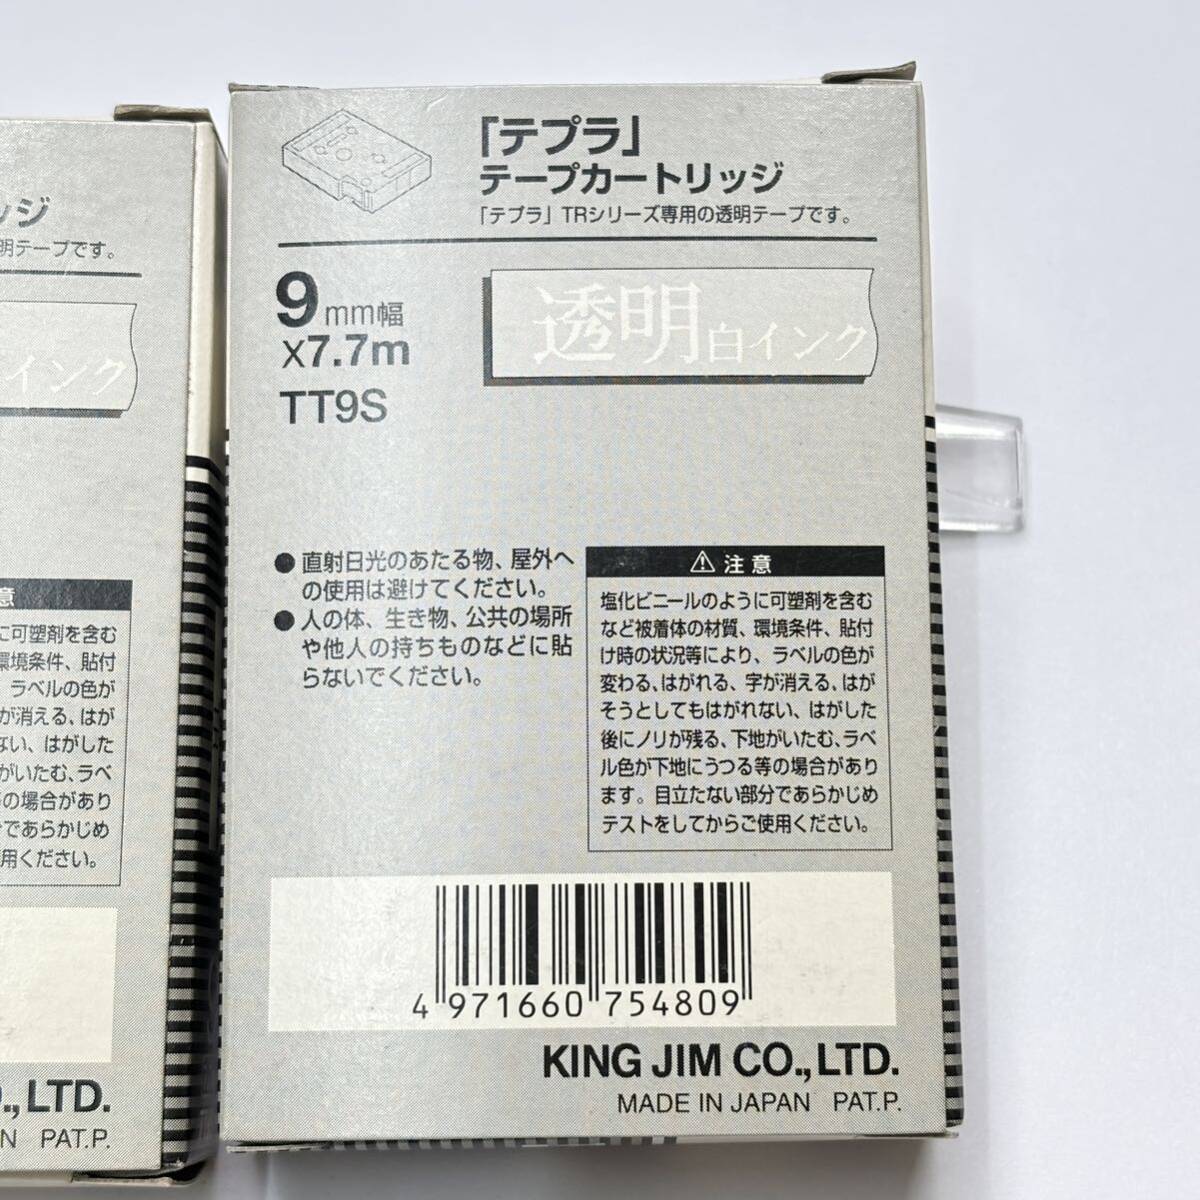 ッジ
明テープです。
インク
意
に可塑剤を含む
環境条件、貼付
ラベルの色が
が消える、はが
ない、はがした
がいたむ、ラベ
の場合があり
であらかじめ
用ください。
., LTD.
N PAT.P.
「テプラ」
テープカートリッジ
「テプラ」TRシリーズ専用の透明テープです。
9mm幅
X7.7m
TT9S
透明白インク
●直射日光のあたる物、屋外へ
の使用は避けてください。
●人の体、生き物、公共の場所
や他人の持ちものなどに貼
らないでください。
⚠注意
塩化ビニールのように可塑剤を含む
など被着体の材質、環境条件、貼付
け時の状況等により、ラベルの色が
変わる、はがれる、字が消える、はが
そうとしてもはがれない、はがした
後にノリが残る、下地がいたむ、ラベ
ル色が下地にうつる等の場合があり
ます。目立たない部分であらかじめ
テストをしてからご使用ください。
4 971660 754809
KING JIM CO., LTD.
MADE IN JAPAN PAT.P.